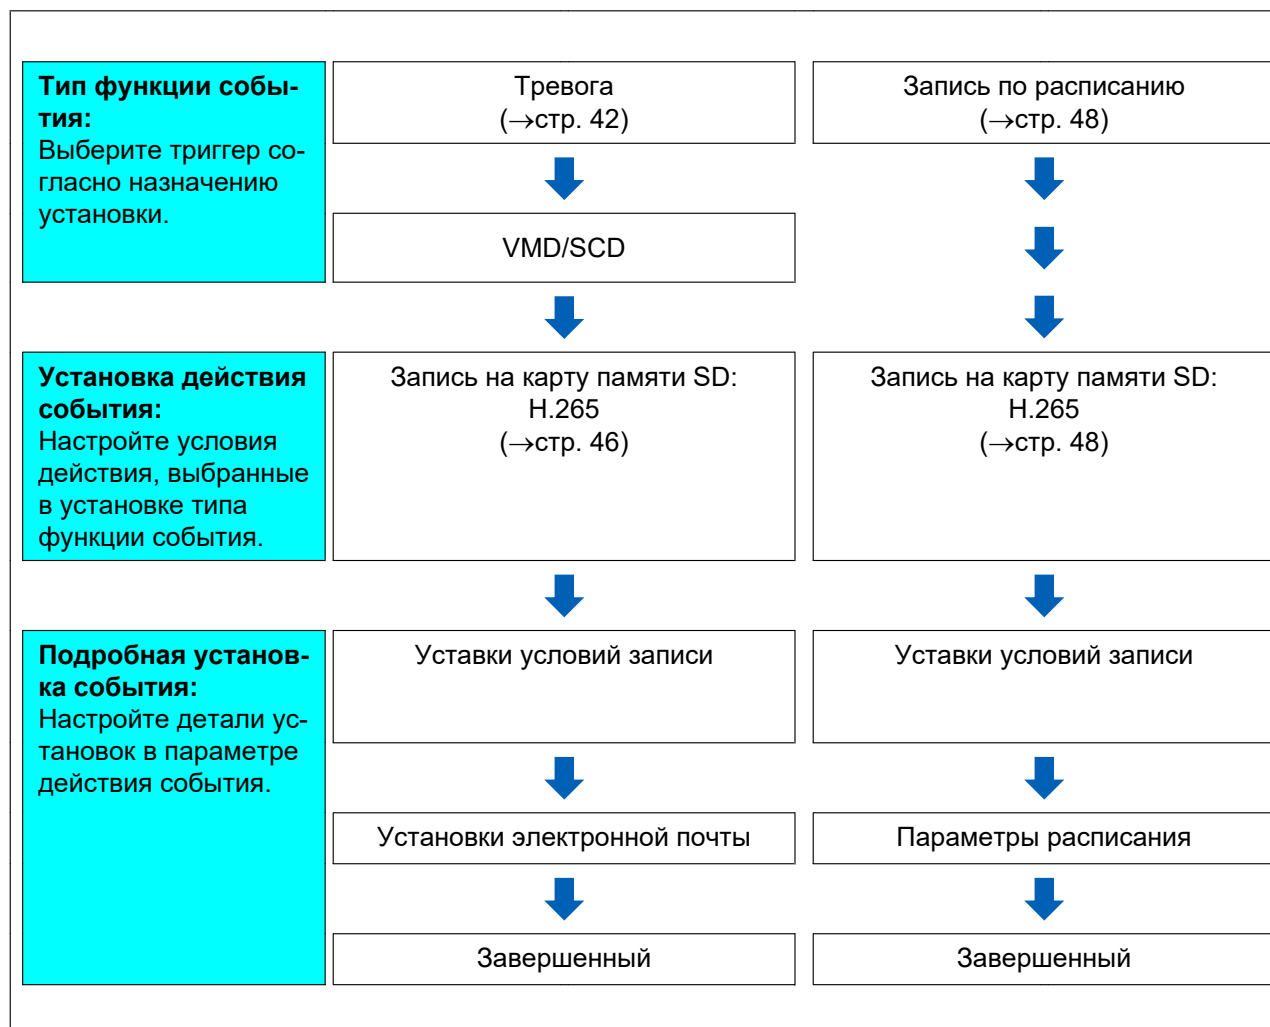 Тип функции собы-
тия:
Выберите триггер со-
гласно назначению
установки.
Тревога
(→стр. 42)
Запись по расписанию
(→стр. 48)
VMD/SCD
Установка действия
события:
Настройте условия
действия, выбранные
в установке типа
функции события.
Запись на карту памяти SD:
H.265
(→стр. 46)
Запись на карту памяти SD:
H.265
(→стр. 48)
Подробная установ-
ка события:
Настройте детали ус-
тановок в параметре
действия события.
Уставки условий записи
Уставки условий записи
Установки электронной почты
Параметры расписания
Завершенный
Завершенный